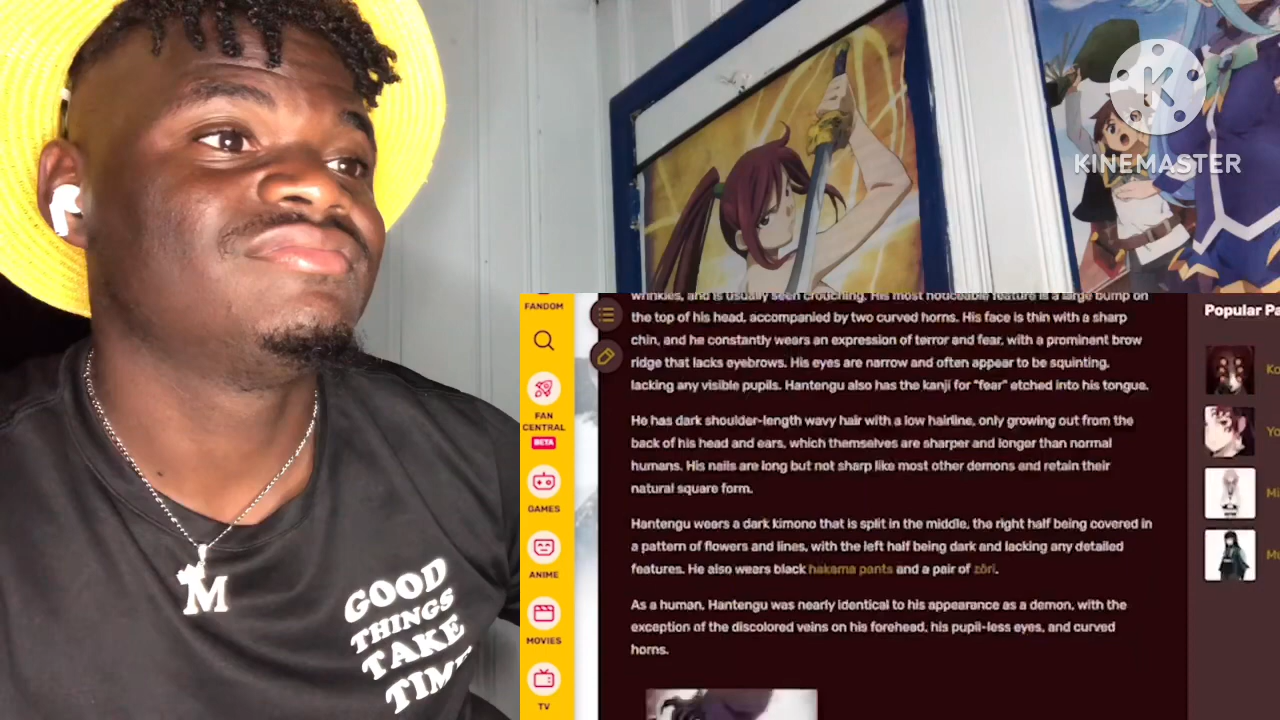 KINEMASTER
GOOD
THINGS
TAKE
TIME
M
FANDOM
FAN
CENTRAL
BETA
GAMES
ANIME
MOVIES
TV
wrinkles, and is usually seen crouching. His most noticeable feature is a large bump on
the top of his head, accompanied by two curved horns. His face is thin with a sharp
chin, and he constantly wears an expression of terror and fear, with a prominent brow
ridge that lacks eyebrows. His eyes are narrow and often appear to be squinting,
lacking any visible pupils. Hantengu also has the kanji for "fear" etched into his tongue.
He has dark shoulder-length wavy hair with a low hairline, only growing out from the
back of his head and ears, which themselves are sharper and longer than normal
humans. His nails are long but not sharp like most other demons and retain their
natural square form.
Hantengu wears a dark kimono that is split in the middle, the right half being covered in
a pattern of flowers and lines, with the left half being dark and lacking any detailed
features. He also wears black hakama pants and a pair of zōri.
As a human, Hantengu was nearly identical to his appearance as a demon, with the
exception of the discolored veins on his forehead, his pupil-less eyes, and curved
horns.
Popular Pa
Ko
Yo
Mi
Mu